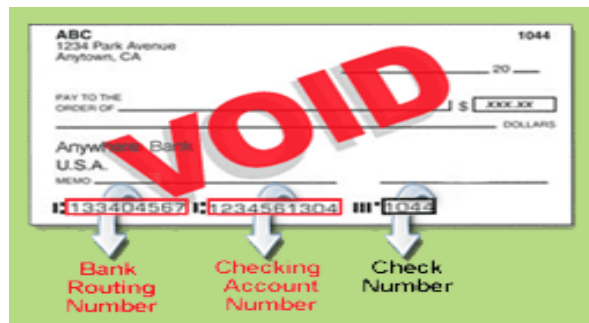 ABC 1044
1234 Park Avenue
Anytown, CA
20
PAY TO THE
ORDER OF $ XXX.XX
DOLLARS
VOID
Anywhere Bank
U.S.A.
MEMO
⑆133404567 ⑆1234561304 ⑈1044
Bank Routing Number
Checking Account Number
Check Number